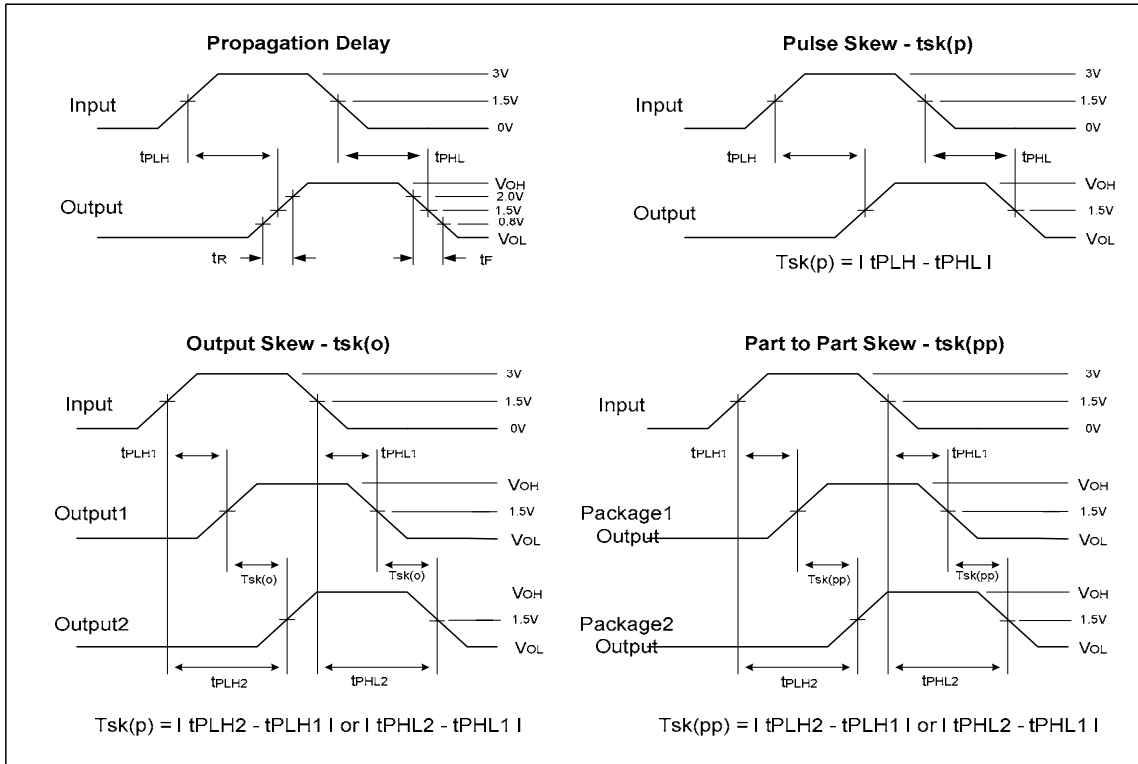 Propagation Delay
Input
3V
1.5V
0V
tPLH
tPHL
Output
VOH
2.0V
1.5V
0.8V
VOL
tR
tF
Pulse Skew - tsk(p)
Input
3V
1.5V
0V
tPLH
tPHL
Output
VOH
1.5V
VOL
Tsk(p) = I tPLH - tPHL I
Output Skew - tsk(o)
Input
3V
1.5V
0V
tPLH1
tPHL1
Output1
VOH
1.5V
VOL
Tsk(o)
Tsk(o)
Output2
VOH
1.5V
VOL
tPLH2
tPHL2
Tsk(p) = I tPLH2 - tPLH1 I or I tPHL2 - tPHL1 I
Part to Part Skew - tsk(pp)
Input
3V
1.5V
0V
tPLH1
tPHL1
Package1
Output
VOH
1.5V
VOL
Tsk(pp)
Tsk(pp)
Package2
Output
VOH
1.5V
VOL
tPLH2
tPHL2
Tsk(pp) = I tPLH2 - tPLH1 I or I tPHL2 - tPHL1 I